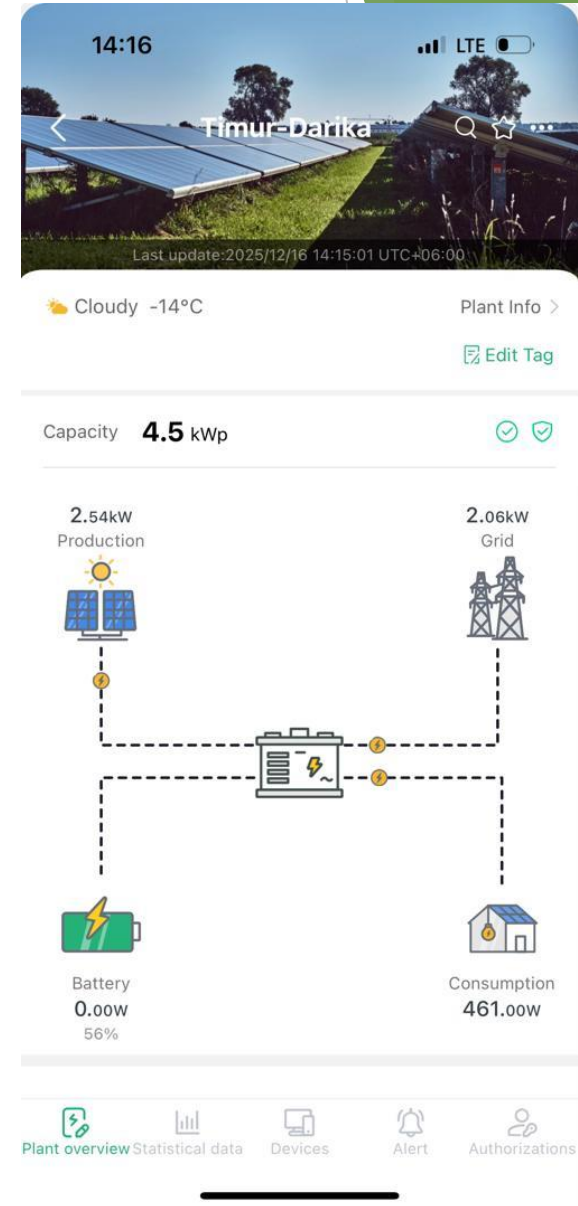 14:16
LTE
Timur-Darika
Last update:2025/12/16 14:15:01 UTC+06:00
Cloudy -14°C
Plant Info
Edit Tag
Capacity 4.5 kWp
2.54kW
Production
2.06kW
Grid
Battery
0.00W
56%
Consumption
461.00W
Plant overview
Statistical data
Devices
Alert
Authorizations